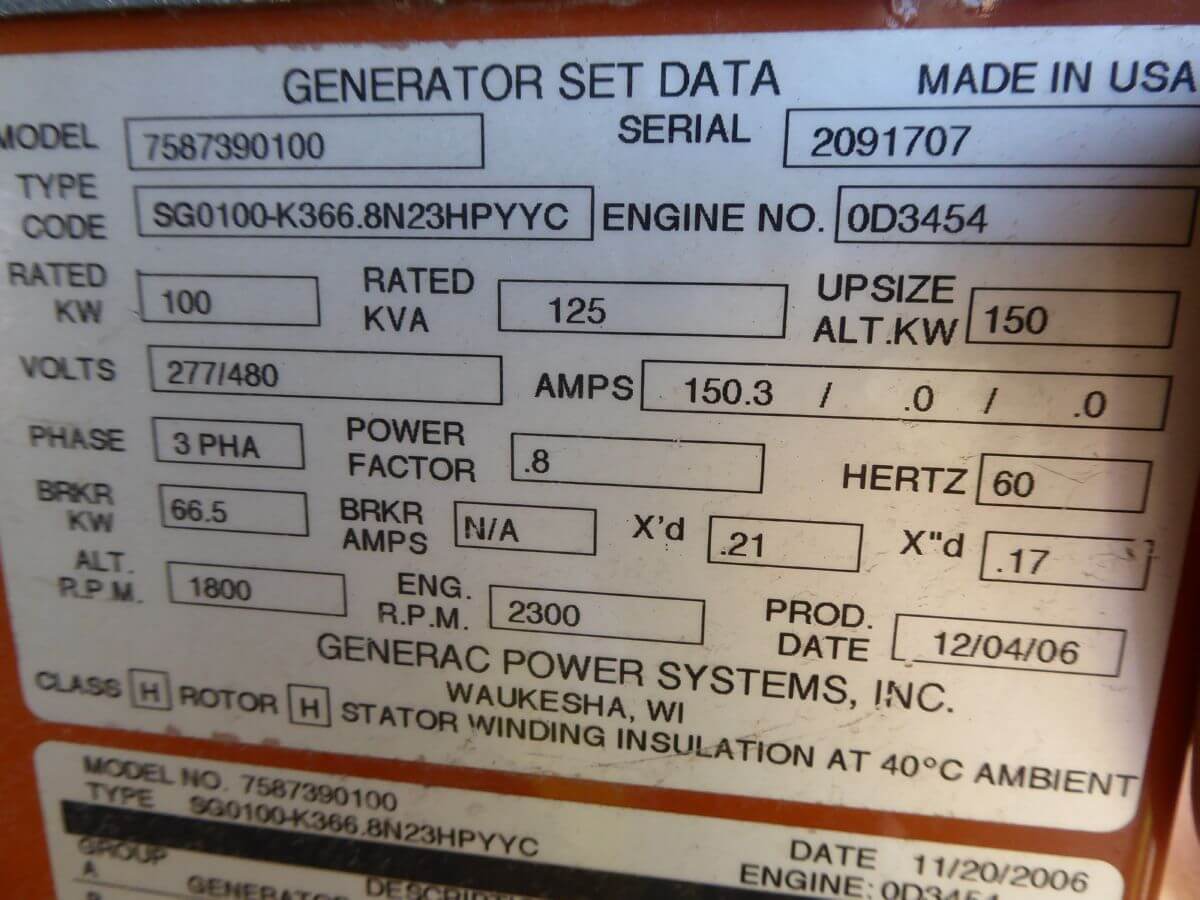 GENERATOR SET DATA MADE IN USA
MODEL 7587390100 SERIAL 2091707
TYPE CODE SG0100-K366.8N23HPYYC ENGINE NO. 0D3454
RATED KW 100 RATED KVA 125 UPSIZE ALT.KW 150
VOLTS 277/480 AMPS 150.3 / .0 / .0
PHASE 3 PHA POWER FACTOR .8 HERTZ 60
BRKR KW 66.5 BRKR AMPS N/A X'd .21 X"d .17
ALT. R.P.M. 1800 ENG. R.P.M. 2300 PROD. DATE 12/04/06
GENERAC POWER SYSTEMS, INC.
WAUKESHA, WI
CLASS H ROTOR H STATOR WINDING INSULATION AT 40°C AMBIENT
MODEL NO. 7587390100
TYPE SG0100-K366.8N23HPYYC DATE 11/20/2006
ENGINE: 0D3454
GROUP
A